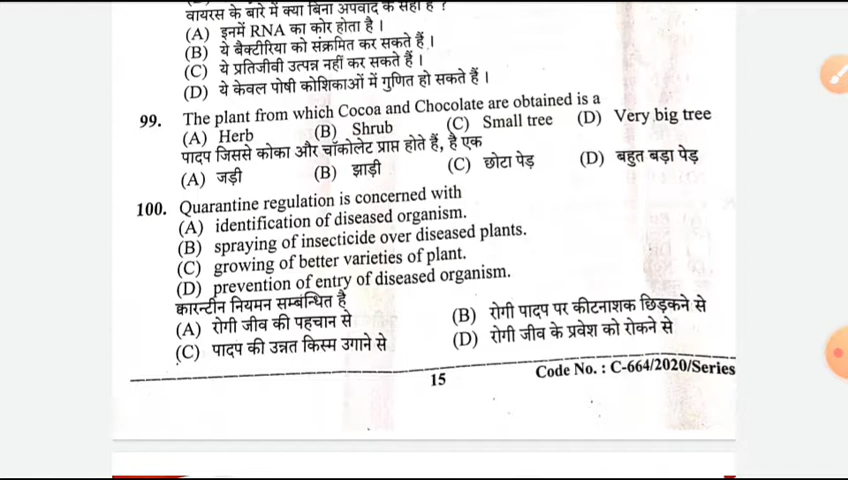 वायरस के बारे में क्या बिना अपवाद के सही है ?
(A) इनमें RNA का कोर होता है ।
(B) ये बैक्टीरिया को संक्रमित कर सकते हैं ।
(C) ये प्रतिजीवी उत्पन्न नहीं कर सकते हैं ।
(D) ये केवल पोषी कोशिकाओं में गुणित हो सकते हैं ।
99. The plant from which Cocoa and Chocolate are obtained is a
(A) Herb (B) Shrub (C) Small tree (D) Very big tree
पादप जिससे कोका और चॉकोलेट प्राप्त होते हैं, है एक
(A) जड़ी (B) झाड़ी (C) छोटा पेड़ (D) बहुत बड़ा पेड़
100. Quarantine regulation is concerned with
(A) identification of diseased organism.
(B) spraying of insecticide over diseased plants.
(C) growing of better varieties of plant.
(D) prevention of entry of diseased organism.
कारन्टीन नियमन सम्बन्धित है
(A) रोगी जीव की पहचान से (B) रोगी पादप पर कीटनाशक छिड़कने से
(C) पादप की उन्नत किस्म उगाने से (D) रोगी जीव के प्रवेश को रोकने से
15 Code No. : C-664/2020/Series